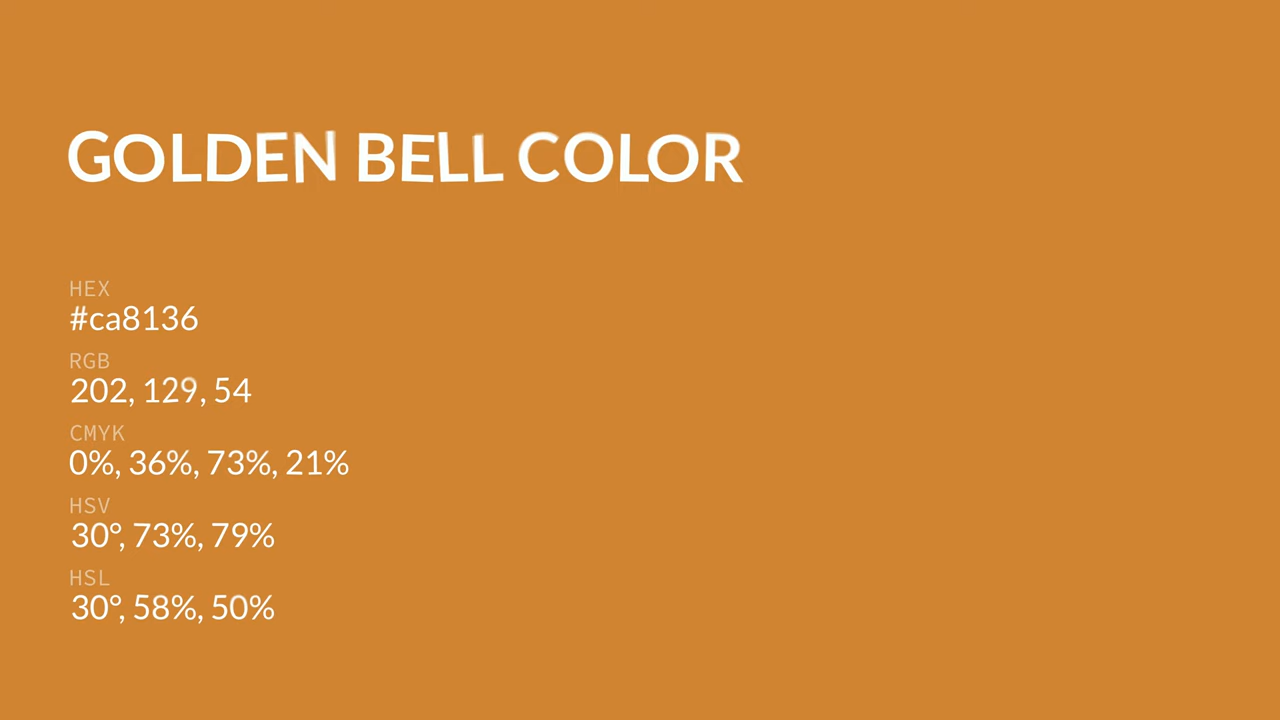 GOLDEN BELL COLOR
HEX
#ca8136
RGB
202, 129, 54
CMYK
0%, 36%, 73%, 21%
HSV
30°, 73%, 79%
HSL
30°, 58%, 50%